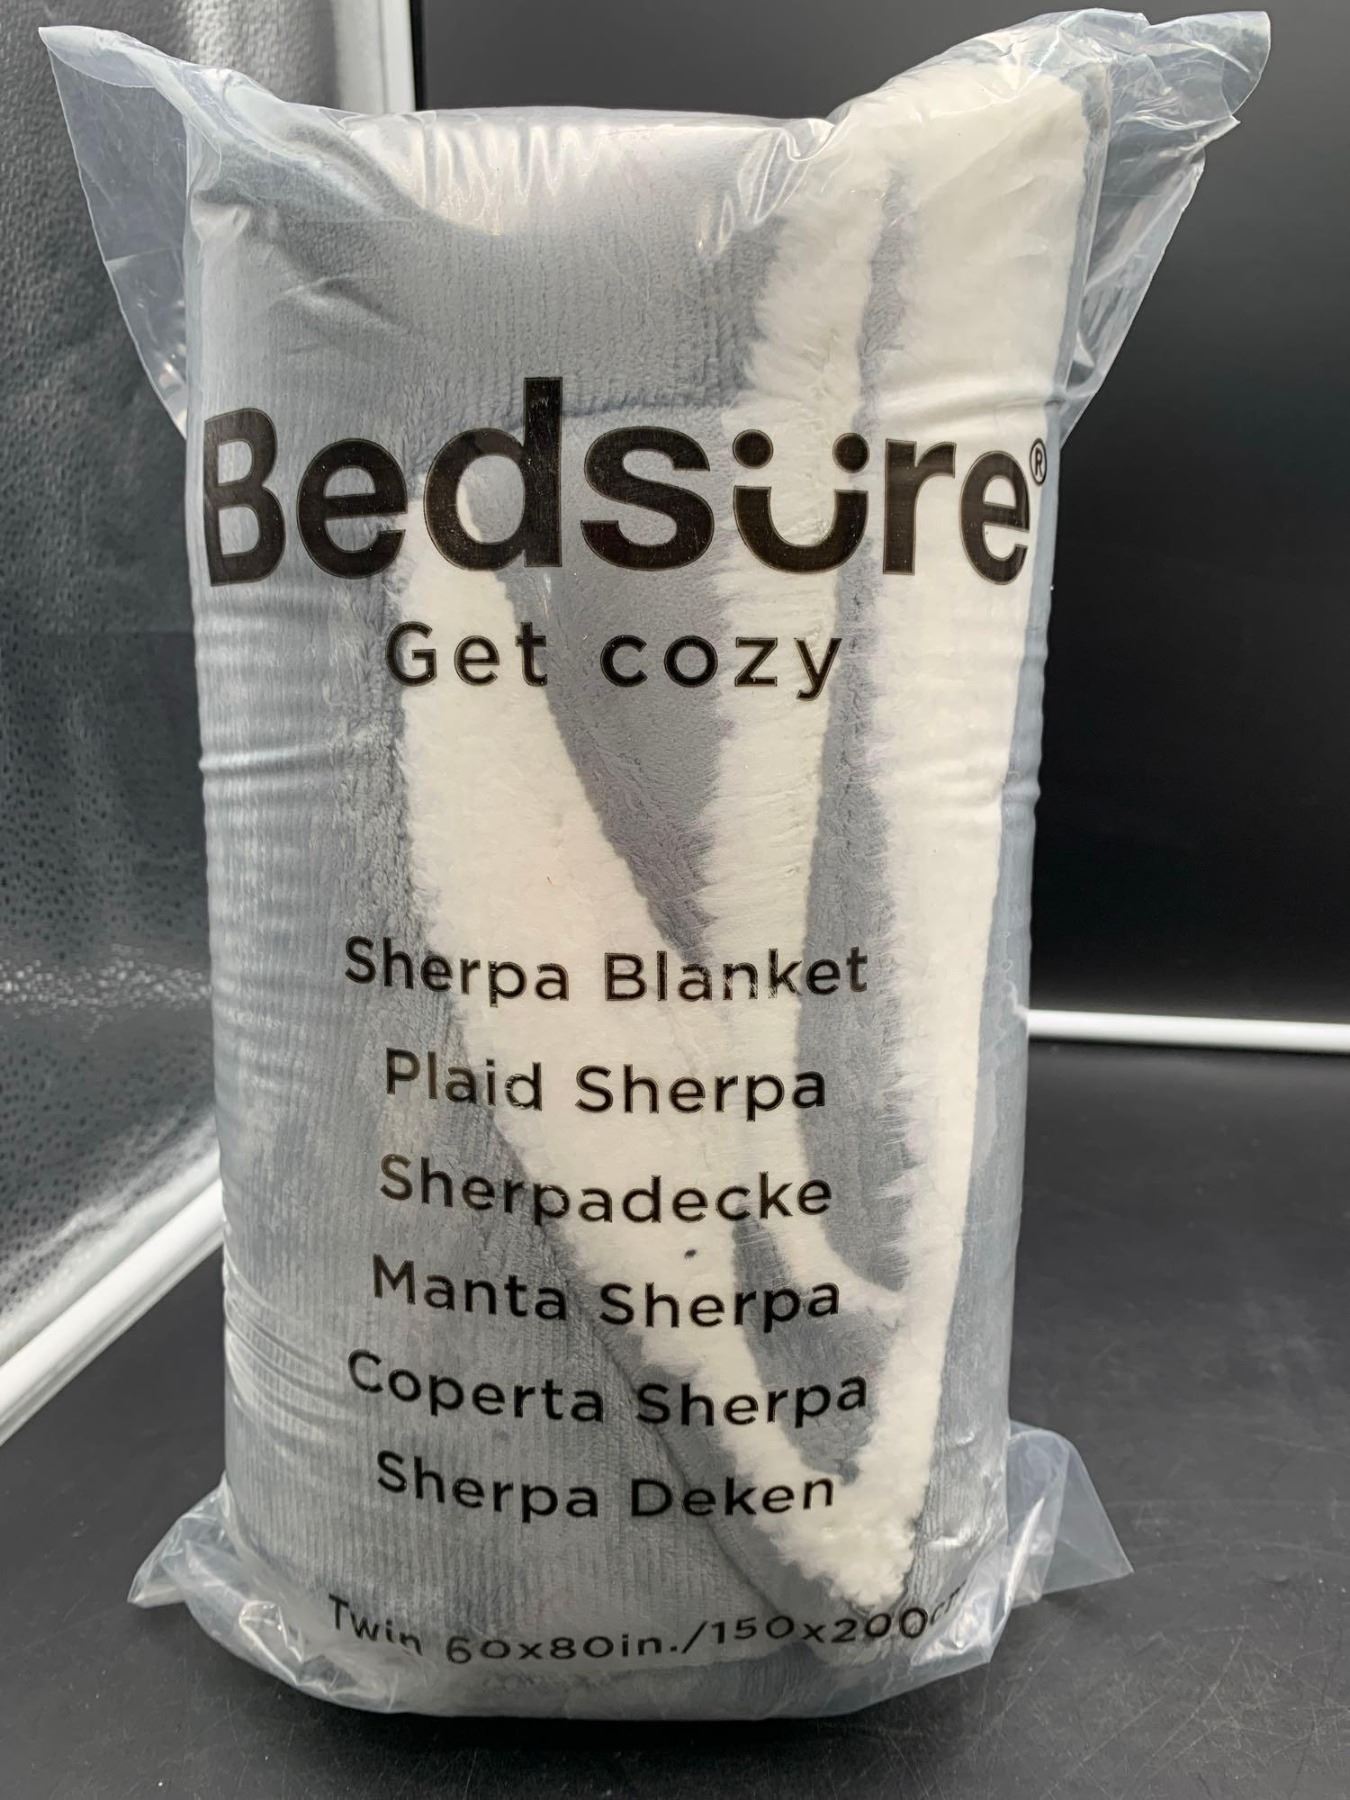 Bedsure®
Get cozy
Sherpa Blanket
Plaid Sherpa
Sherpadecke
Manta Sherpa
Coperta Sherpa
Sherpa Deken
Twin 60x80in./150x200cm